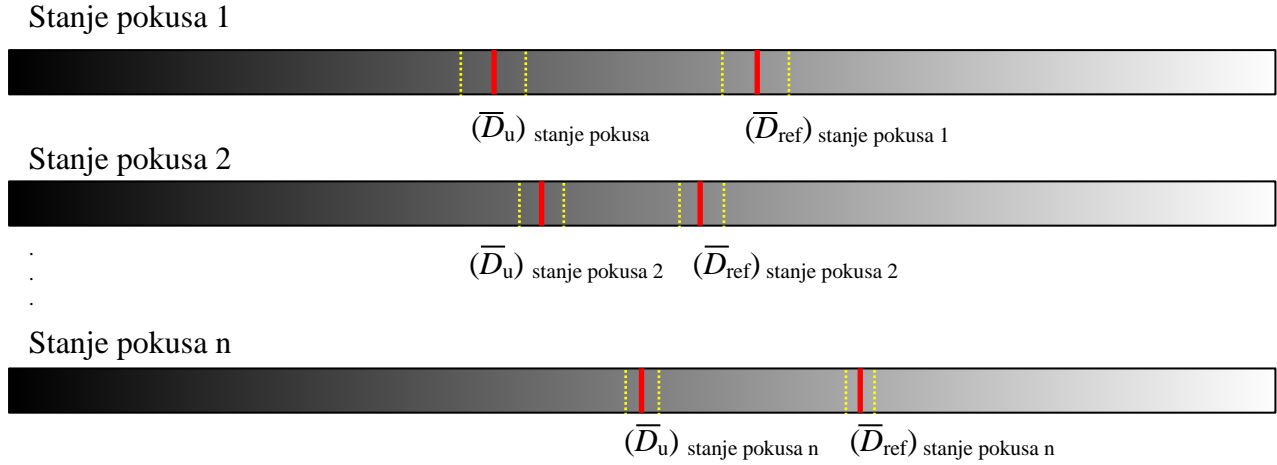 Stanje pokusa 1
(D̅u) stanje pokusa (D̅ref) stanje pokusa 1
Stanje pokusa 2
(D̅u) stanje pokusa 2 (D̅ref) stanje pokusa 2
.
.
.
Stanje pokusa n
(D̅u) stanje pokusa n (D̅ref) stanje pokusa n